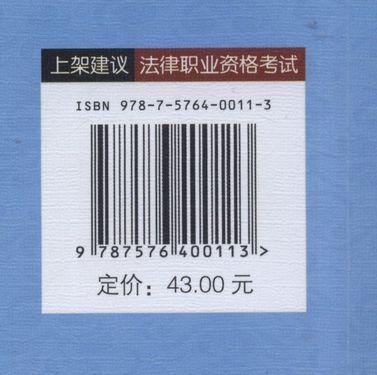 上架建议 法律职业资格考试
ISBN 978-7-5764-0011-3
9 787576 400113 >
定价：43.00 元